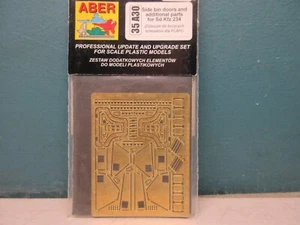 ABER
35 A30
Side bin doors and
additional parts
for Sd.Kfz.234
PROFESSIONAL UPDATE AND UPGRADE SET
FOR SCALE PLASTIC MODELS
ZESTAW DODATKOWYCH ELEMENTÓW
DO MODELI PLASTIKOWYCH